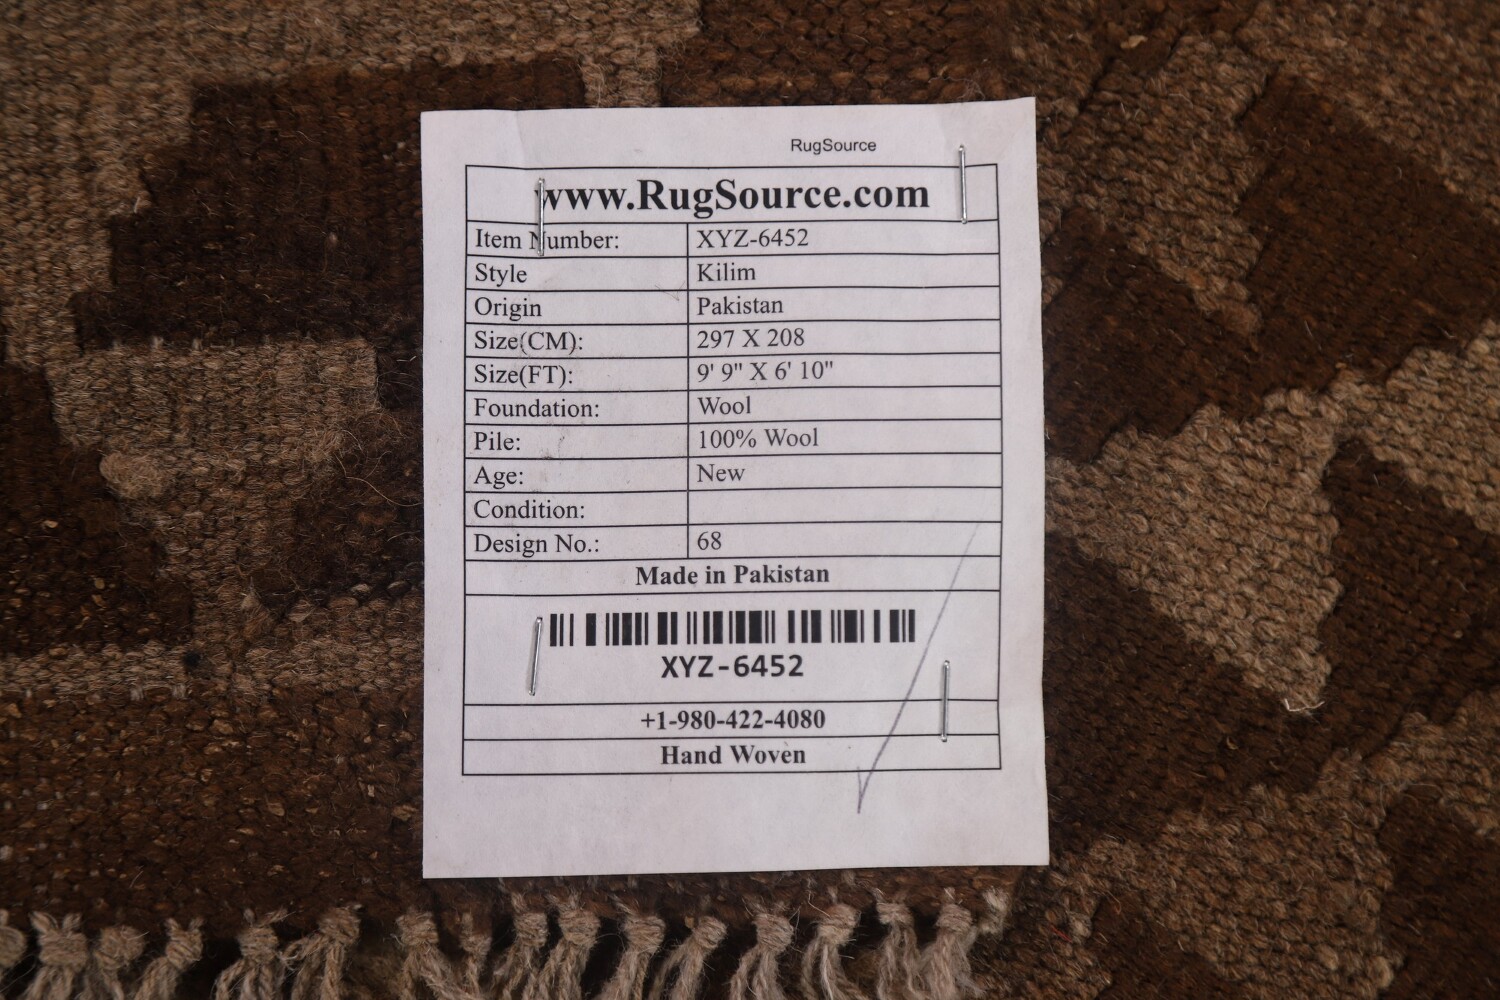 RugSource
www.RugSource.com
Item Number: XYZ-6452
Style Kilim
Origin Pakistan
Size(CM): 297 X 208
Size(FT): 9' 9" X 6' 10"
Foundation: Wool
Pile: 100% Wool
Age: New
Condition:
Design No.: 68
Made in Pakistan
XYZ-6452
+1-980-422-4080
Hand Woven